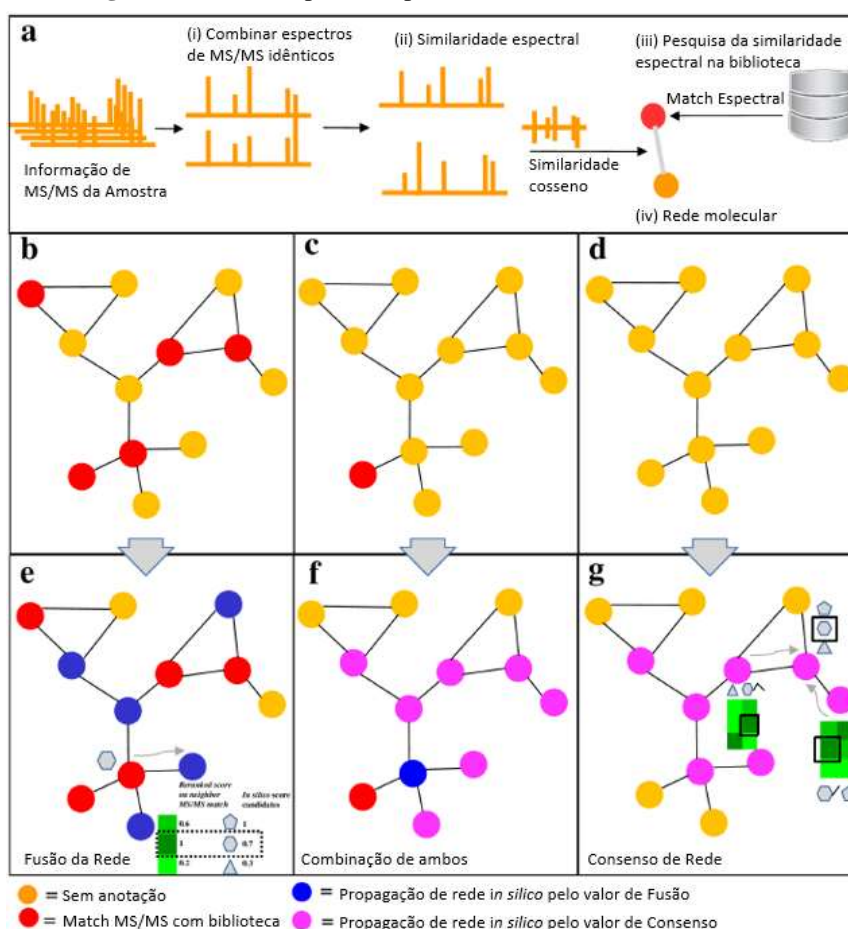 a
(i) Combinar espectros
de MS/MS idênticos
(ii) Similaridade espectral
(iii) Pesquisa da similaridade
espectral na biblioteca
Match Espectral
Informação de
MS/MS da Amostra
Similaridade
cosseno
(iv) Rede molecular
b
c
d
e
f
g
Reranked score
on neighbor
MS/MS match
In silico score
candidates
0.6
1
1
0.7
0.2
0.3
Fusão da Rede
Combinação de ambos
Consenso de Rede
= Sem anotação
= Propagação de rede in silico pelo valor de Fusão
= Match MS/MS com biblioteca
= Propagação de rede in silico pelo valor de Consenso